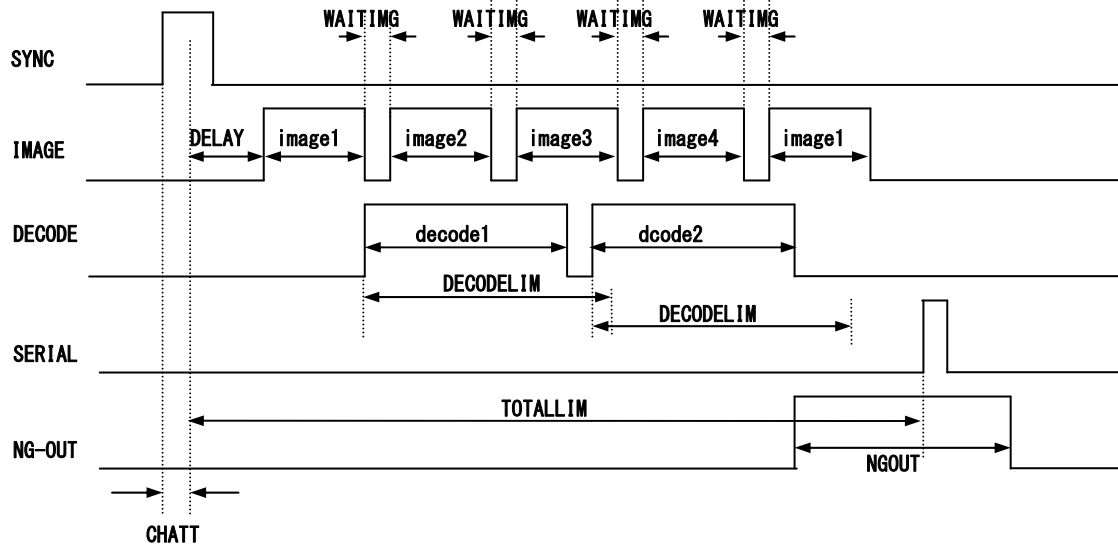 WAITIMG WAITIMG WAITIMG WAITIMG
SYNC
IMAGE DELAY image1 image2 image3 image4 image1
DECODE decode1 dcode2
DECODELIM
DECODELIM
SERIAL
TOTALLIM
NG-OUT
NGOUT
CHATT